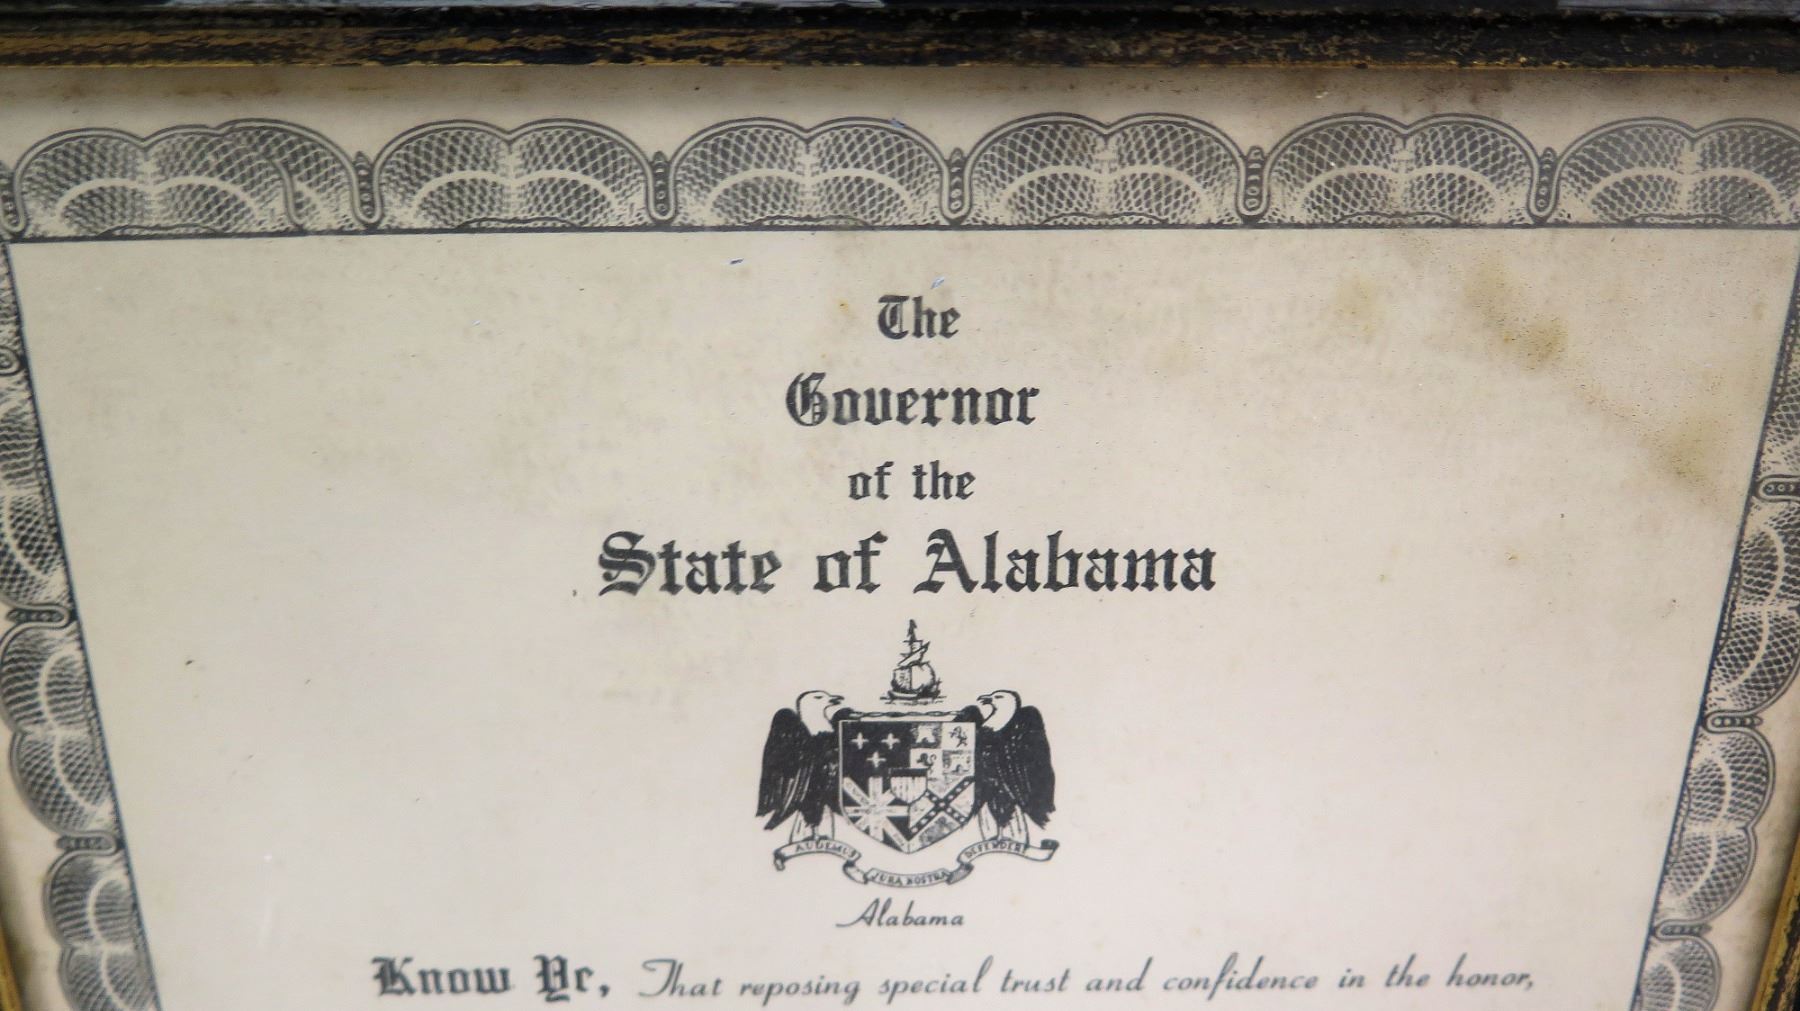 The
Governor
of the
State of Alabama
AUDEMUS
JURA NOSTRA
DEFENDERE
Alabama
Know Ye, That reposing special trust and confidence in the honor,